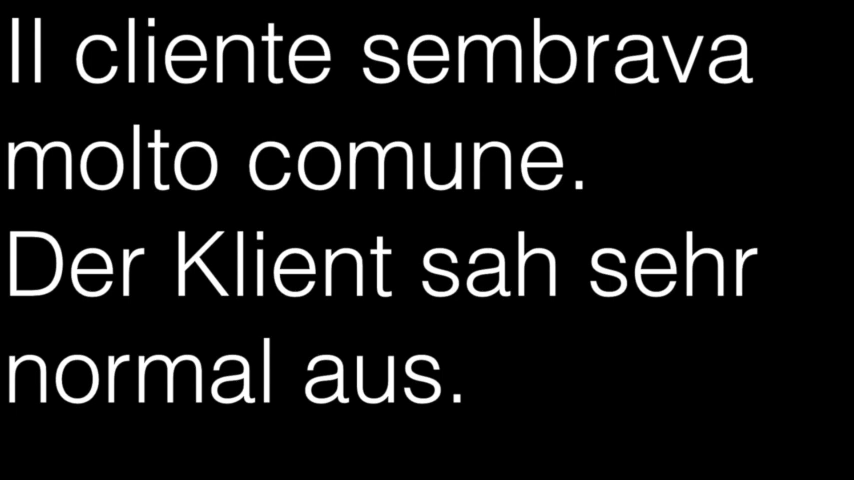 Il cliente sembrava
molto comune.
Der Klient sah sehr
normal aus.